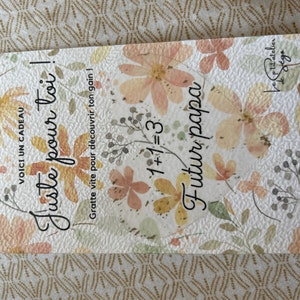 VOICI UN CADEAU
Juste pour toi !
Gratte vite pour découvrir ton gain !
1+1=3
Futur papa